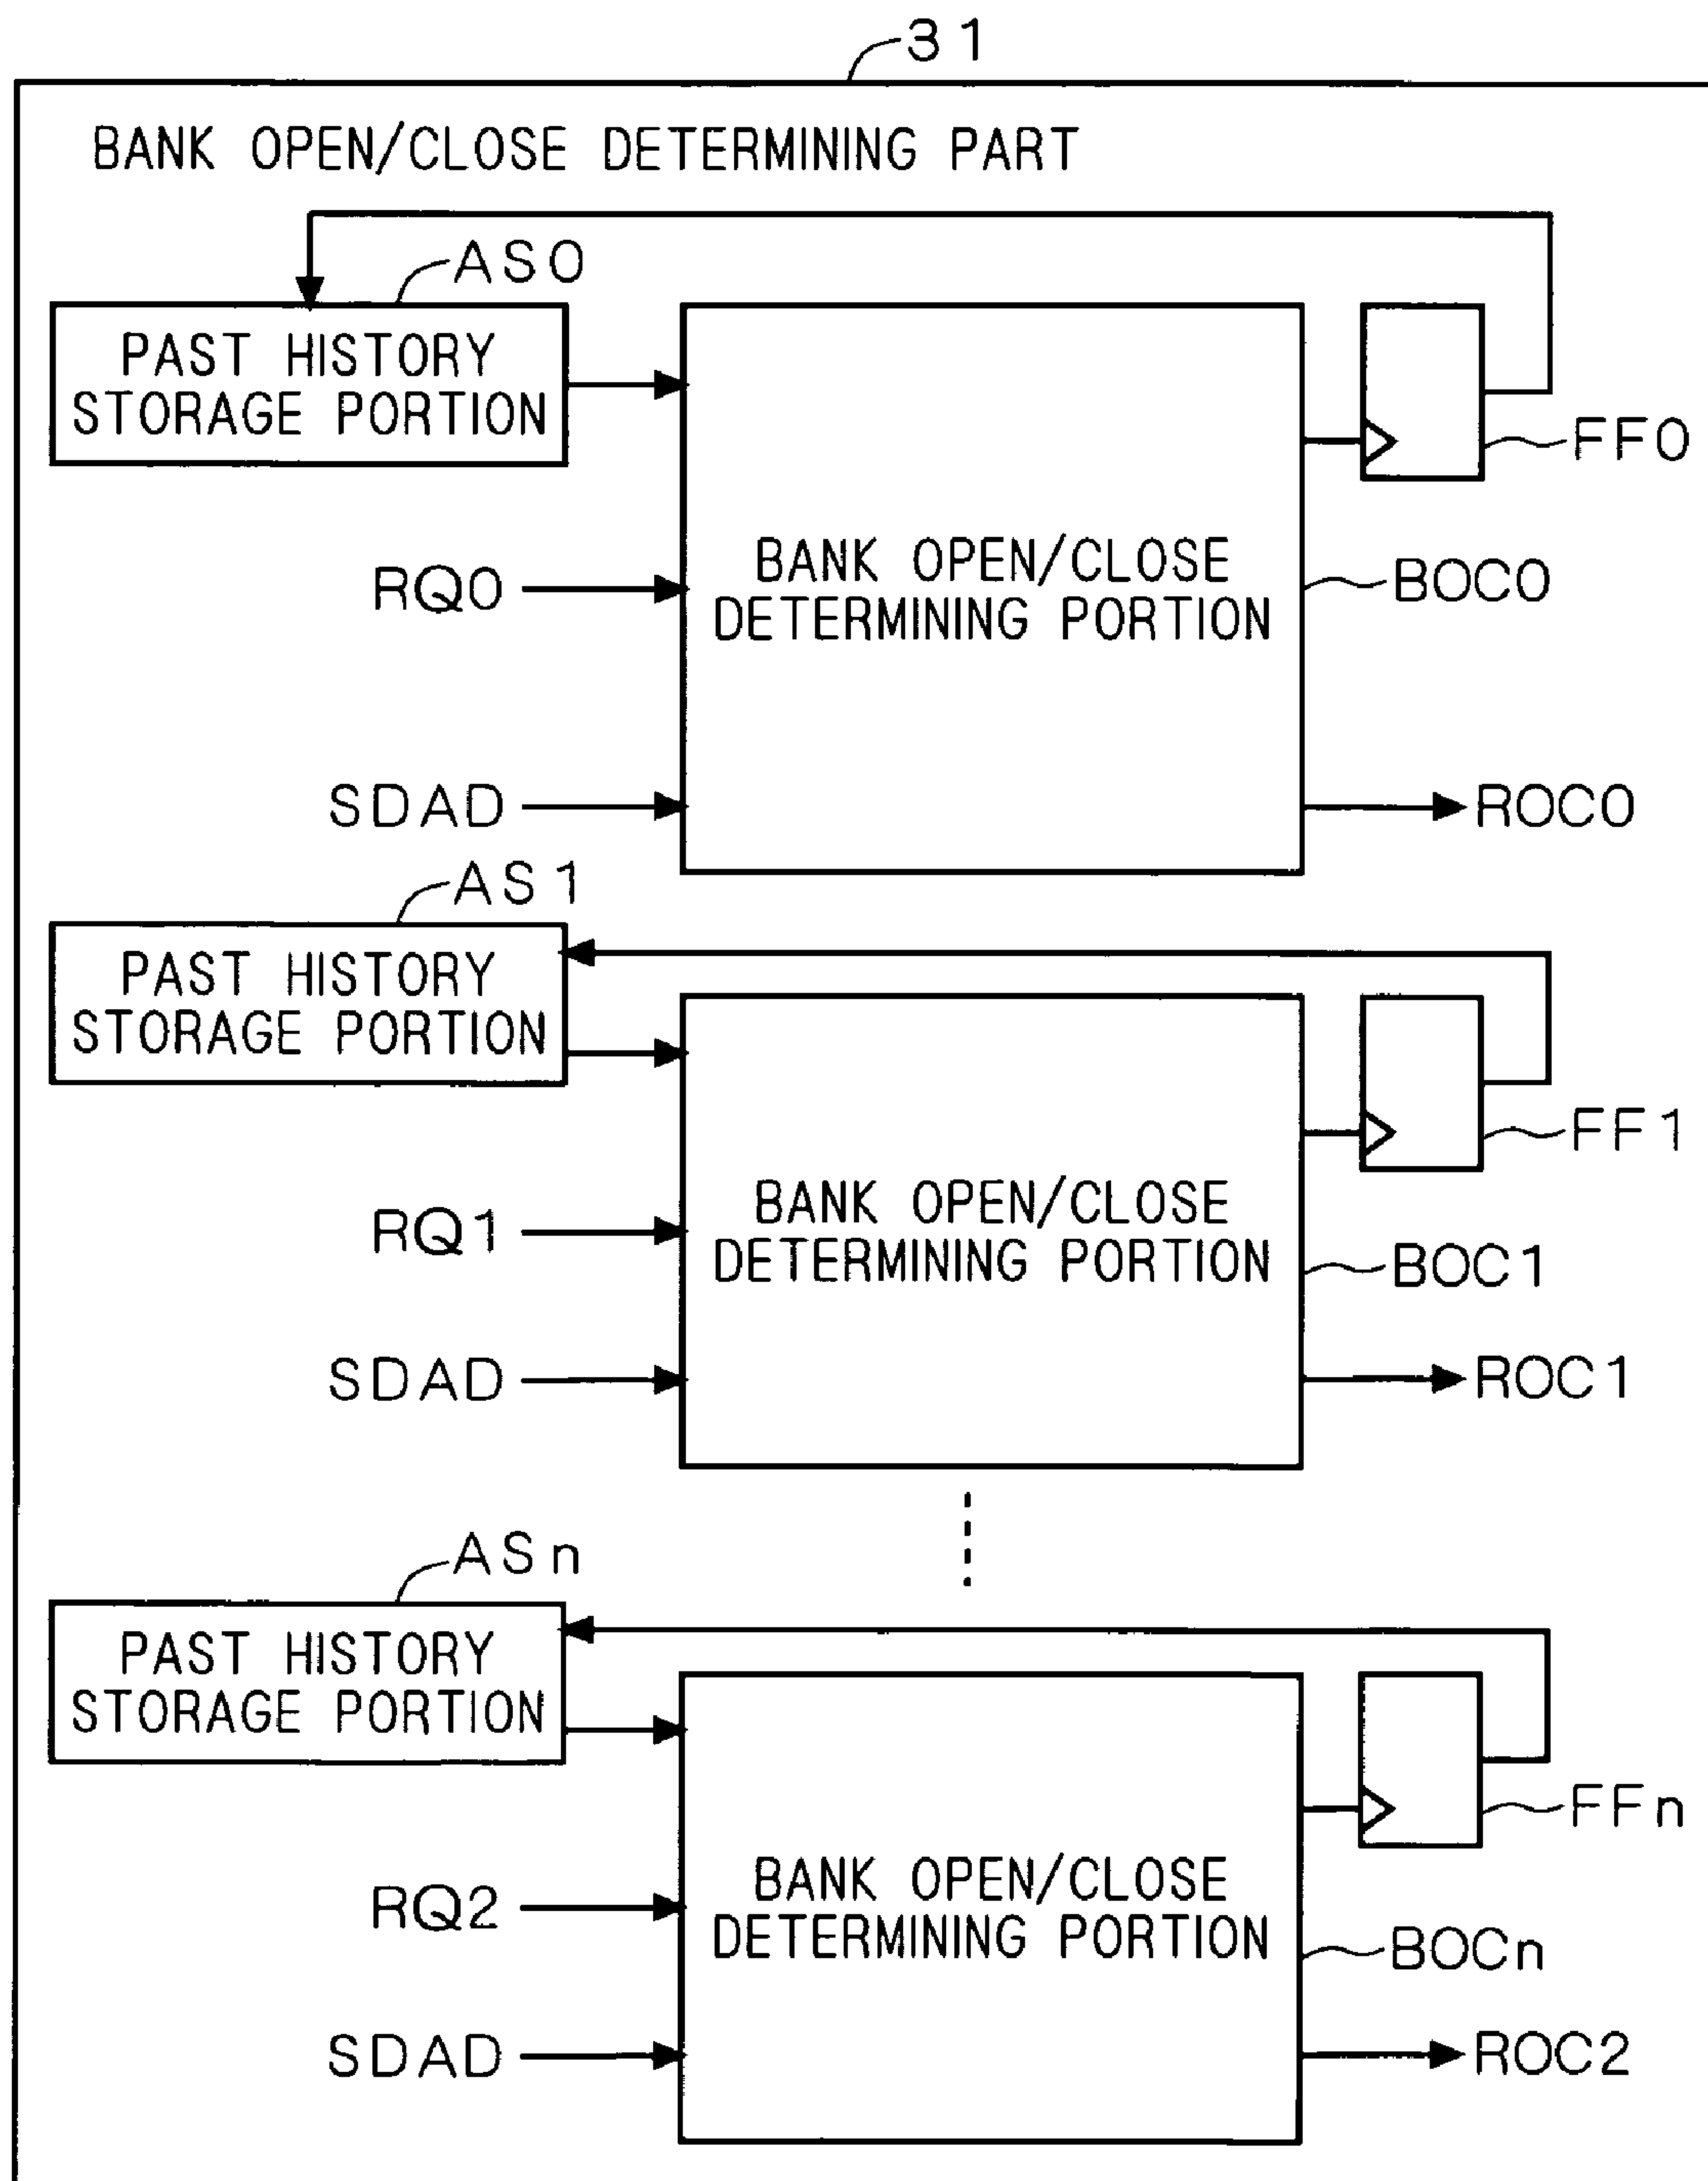 31
BANK OPEN/CLOSE DETERMINING PART
AS0
PAST HISTORY
STORAGE PORTION
FF0
RQ0
BANK OPEN/CLOSE
DETERMINING PORTION
BOC0
SDAD
ROC0
AS1
PAST HISTORY
STORAGE PORTION
FF1
RQ1
BANK OPEN/CLOSE
DETERMINING PORTION
BOC1
SDAD
ROC1
ASn
PAST HISTORY
STORAGE PORTION
FFn
RQ2
BANK OPEN/CLOSE
DETERMINING PORTION
BOCn
SDAD
ROC2